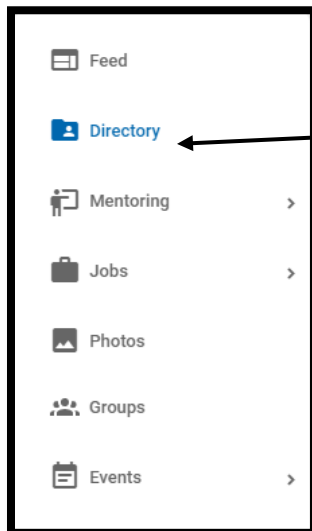 Feed
Directory
Mentoring
Jobs
Photos
Groups
Events